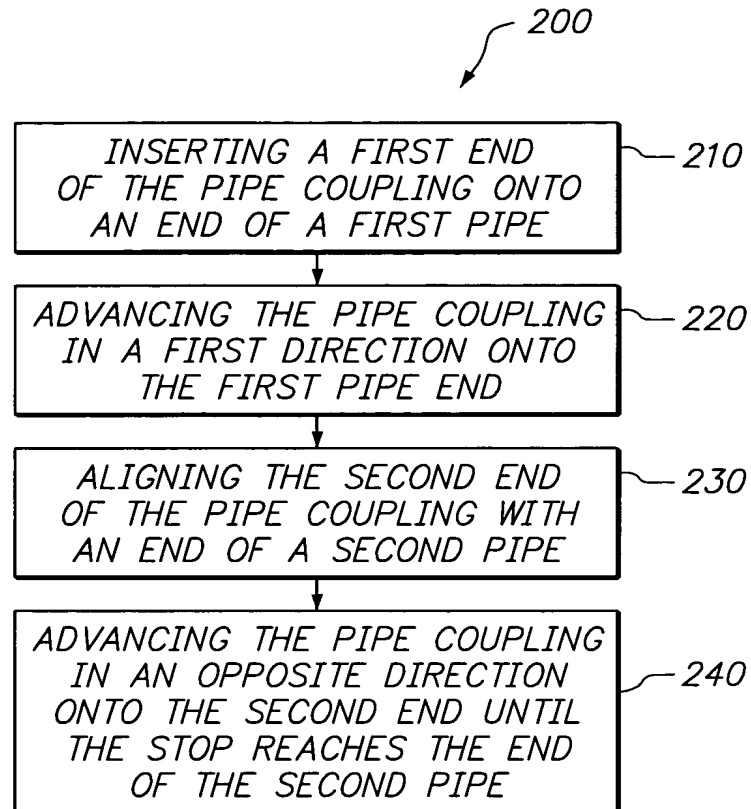 200
INSERTING A FIRST END
OF THE PIPE COUPLING ONTO
AN END OF A FIRST PIPE
210
ADVANCING THE PIPE COUPLING
IN A FIRST DIRECTION ONTO
THE FIRST PIPE END
220
ALIGNING THE SECOND END
OF THE PIPE COUPLING WITH
AN END OF A SECOND PIPE
230
ADVANCING THE PIPE COUPLING
IN AN OPPOSITE DIRECTION
ONTO THE SECOND END UNTIL
THE STOP REACHES THE END
OF THE SECOND PIPE
240